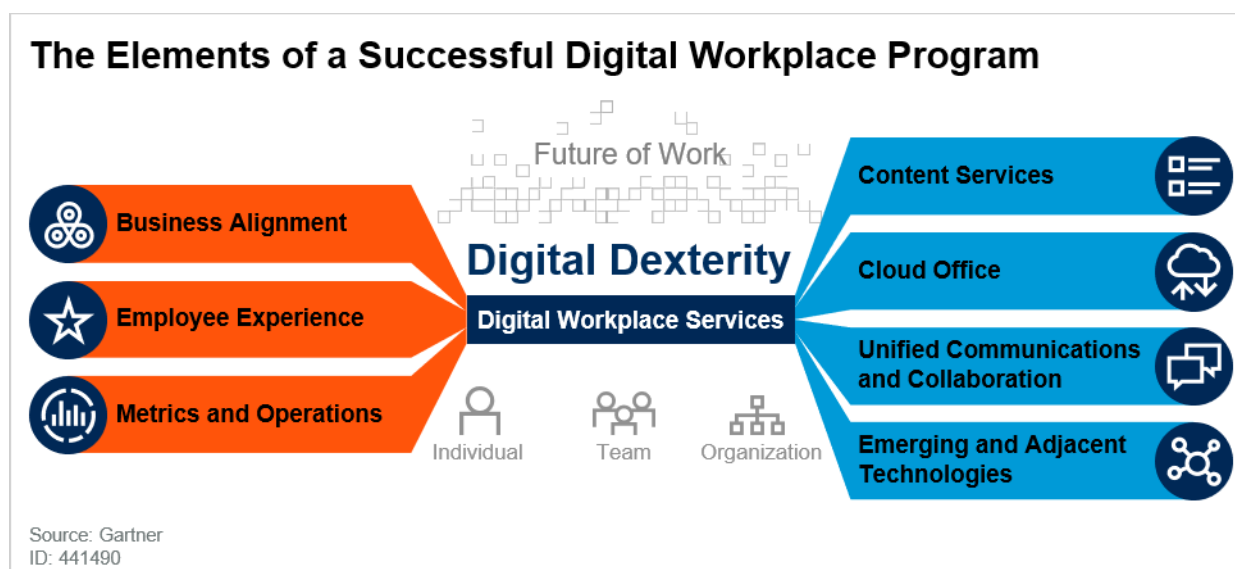 The Elements of a Successful Digital Workplace Program
Future of Work
Digital Dexterity
Digital Workplace Services
Business Alignment
Employee Experience
Metrics and Operations
Individual
Team
Organization
Content Services
Cloud Office
Unified Communications
and Collaboration
Emerging and Adjacent
Technologies
Source: Gartner
ID: 441490